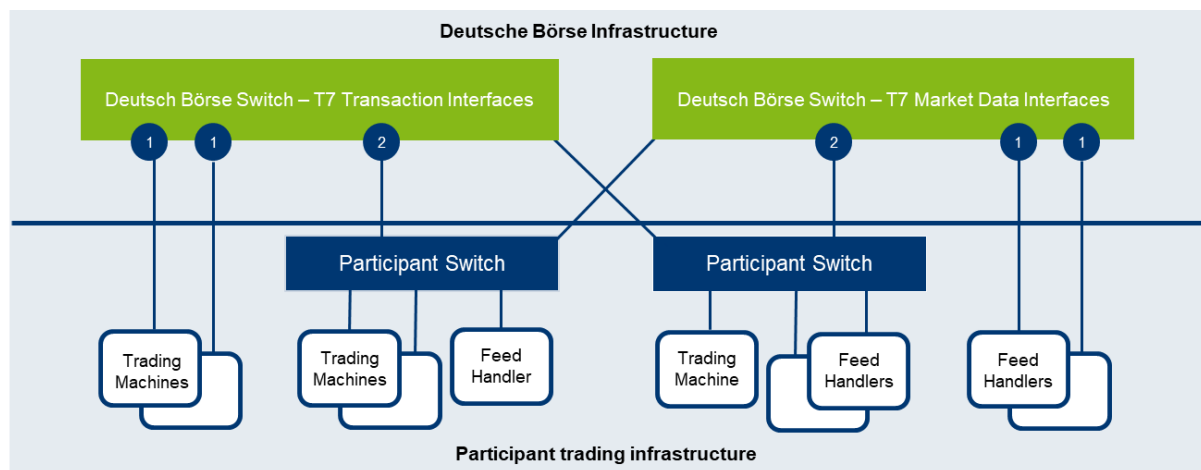 Deutsche Börse Infrastructure
Deutsch Börse Switch – T7 Transaction Interfaces
Deutsch Börse Switch – T7 Market Data Interfaces
1
1
2
2
1
1
Participant Switch
Participant Switch
Trading
Machines
Trading
Machines
Feed
Handler
Trading
Machine
Feed
Handlers
Feed
Handlers
Participant trading infrastructure